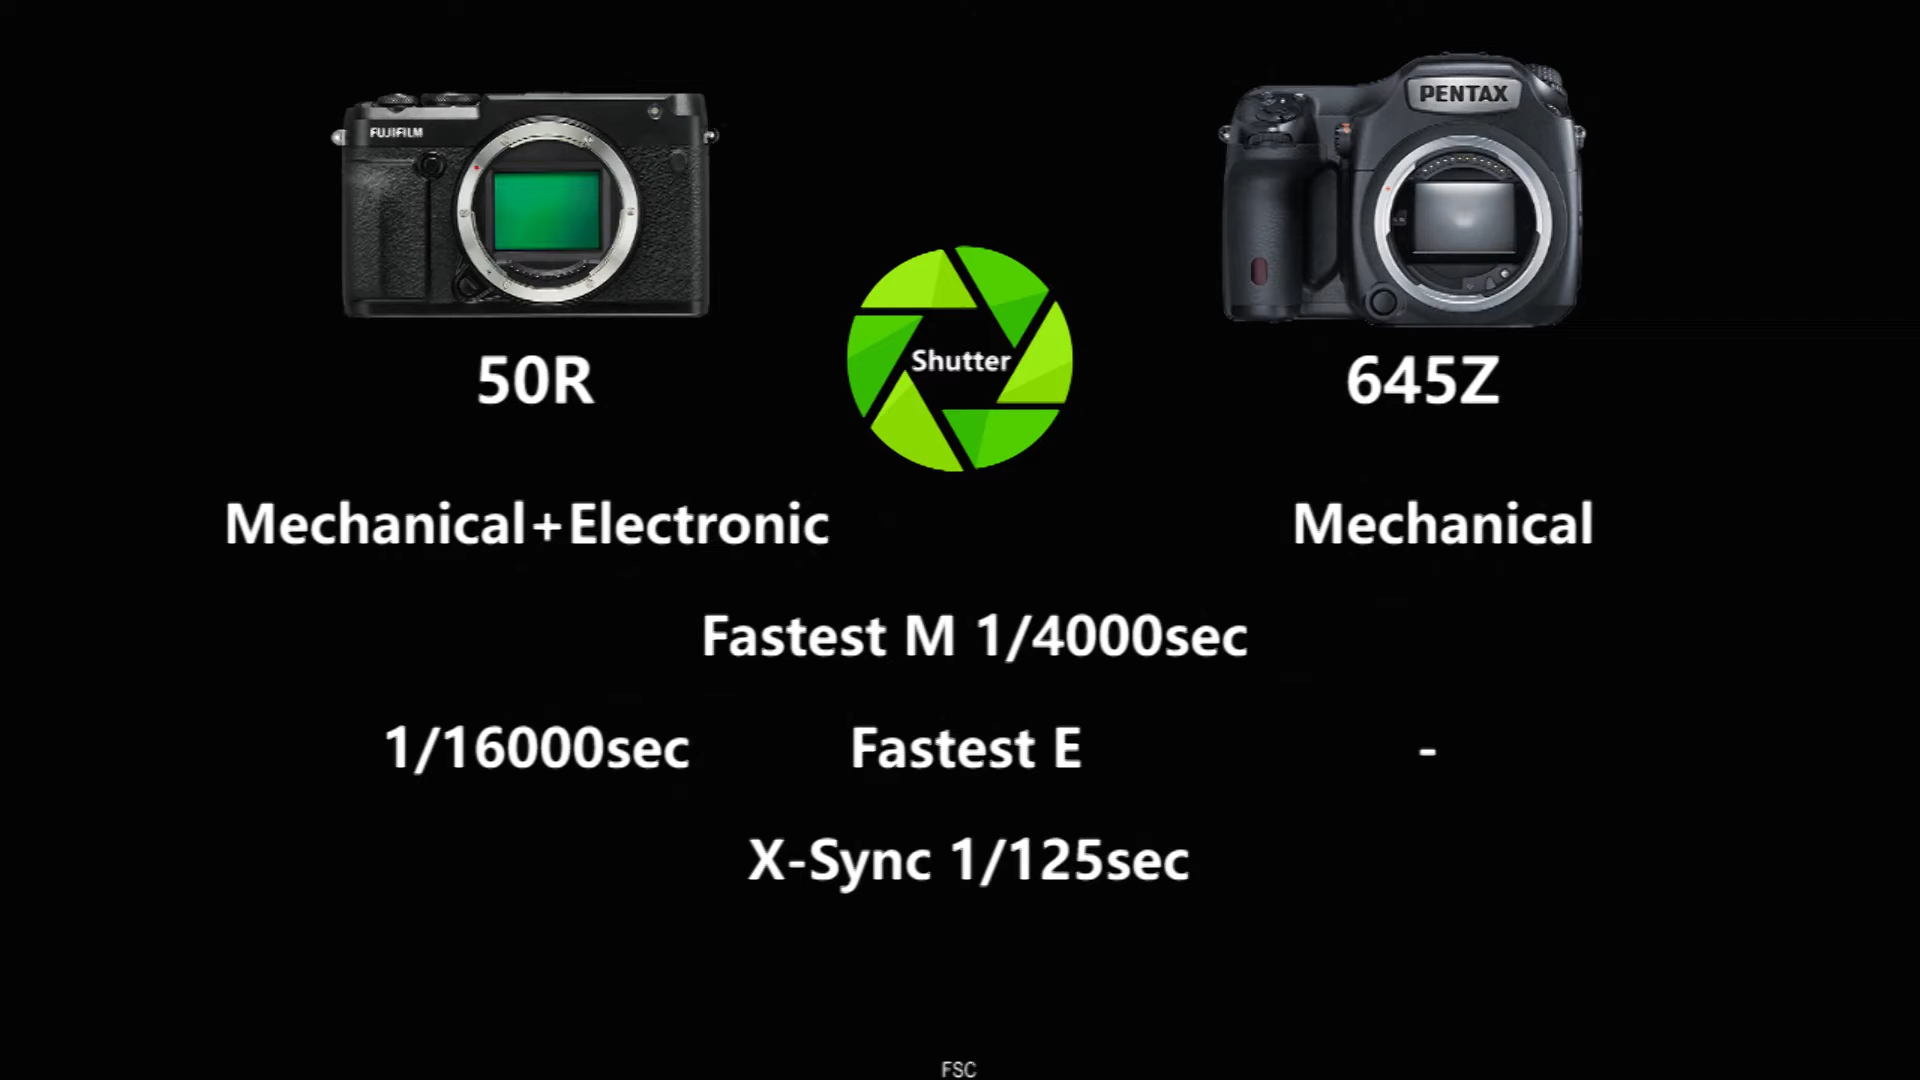 PENTAX
FUJIFILM
Shutter
50R
645Z
Mechanical+Electronic
Mechanical
Fastest M 1/4000sec
1/16000sec
Fastest E
-
X-Sync 1/125sec
FSC